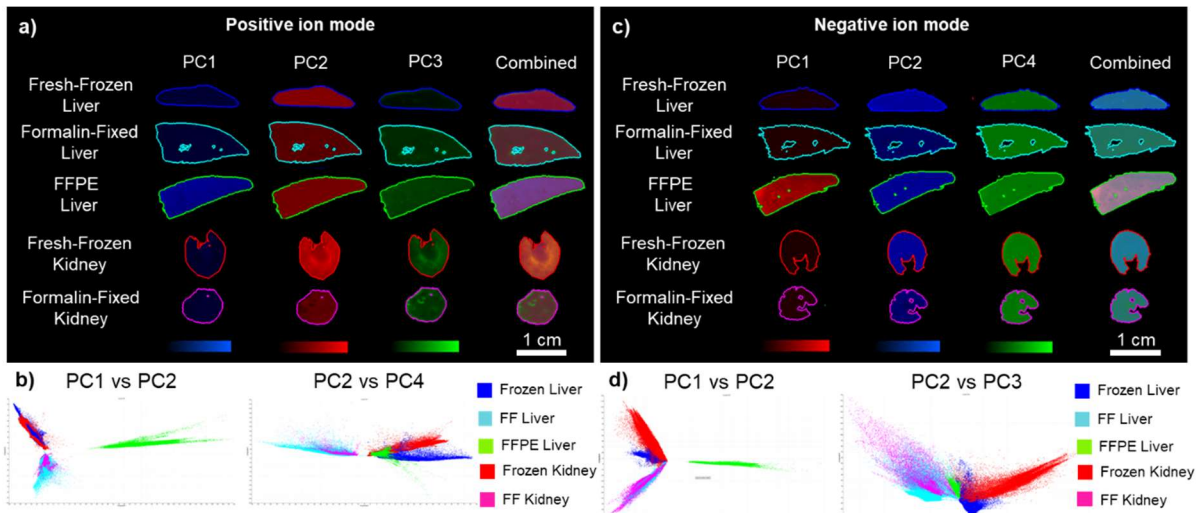 a)
Positive ion mode
PC1 PC2 PC3 Combined
Fresh-Frozen
Liver
Formalin-Fixed
Liver
FFPE
Liver
Fresh-Frozen
Kidney
Formalin-Fixed
Kidney
1 cm
c)
Negative ion mode
PC1 PC2 PC4 Combined
Fresh-Frozen
Liver
Formalin-Fixed
Liver
FFPE
Liver
Fresh-Frozen
Kidney
Formalin-Fixed
Kidney
1 cm
b)
PC1 vs PC2
PC2 vs PC4
Frozen Liver
FF Liver
FFPE Liver
Frozen Kidney
FF Kidney
d)
PC1 vs PC2
PC2 vs PC3
Frozen Liver
FF Liver
FFPE Liver
Frozen Kidney
FF Kidney